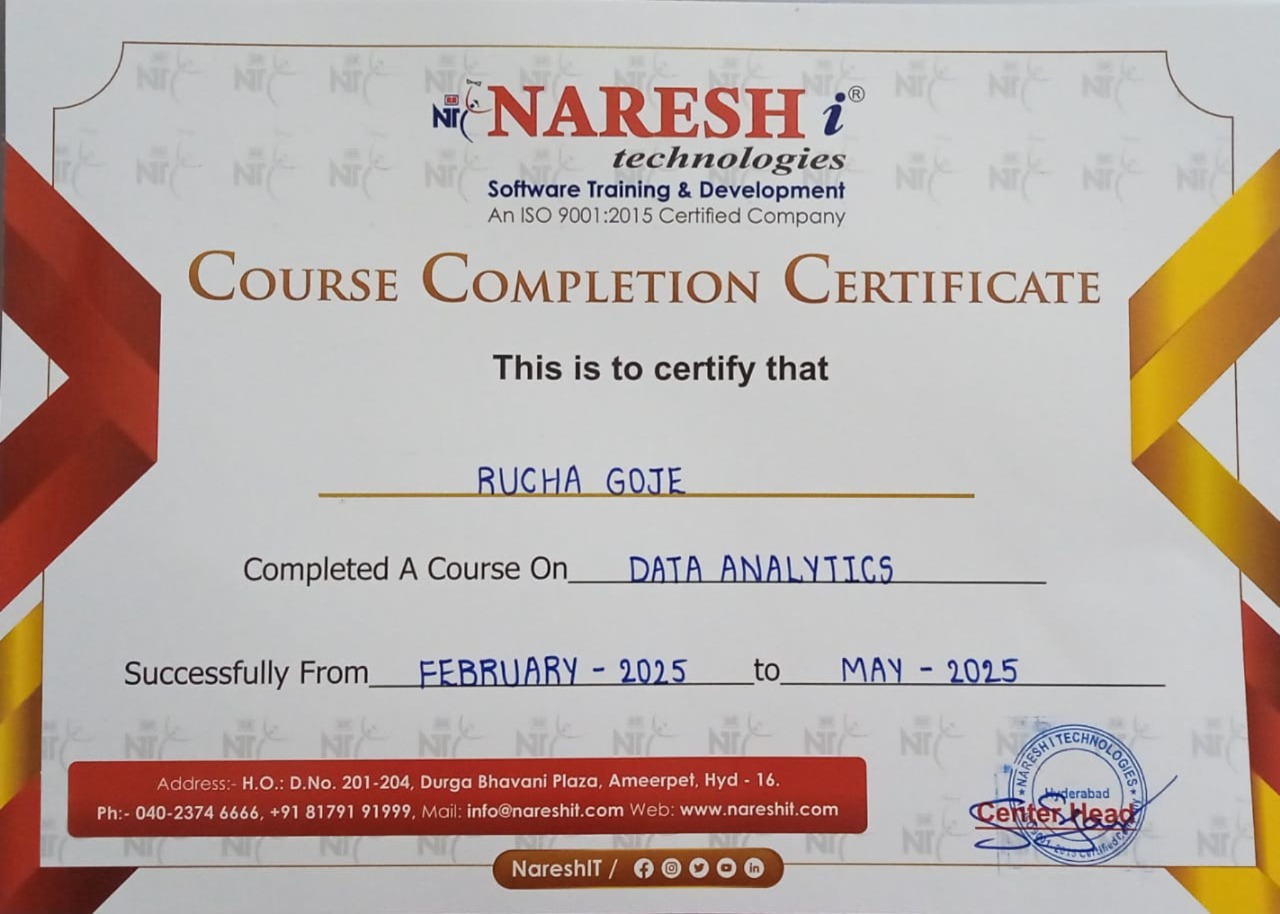 NARESH i®
technologies
Software Training & Development
An ISO 9001:2015 Certified Company
COURSE COMPLETION CERTIFICATE
This is to certify that
RUCHA GOJE
Completed A Course On DATA ANALYTICS
Successfully From FEBRUARY - 2025 to MAY - 2025
Address:- H.O.: D.No. 201-204, Durga Bhavani Plaza, Ameerpet, Hyd - 16.
Ph:- 040-2374 6666, +91 81791 91999, Mail: info@nareshit.com Web: www.nareshit.com
NARESH I TECHNOLOGIES
Hyderabad
Center Head
NareshIT /